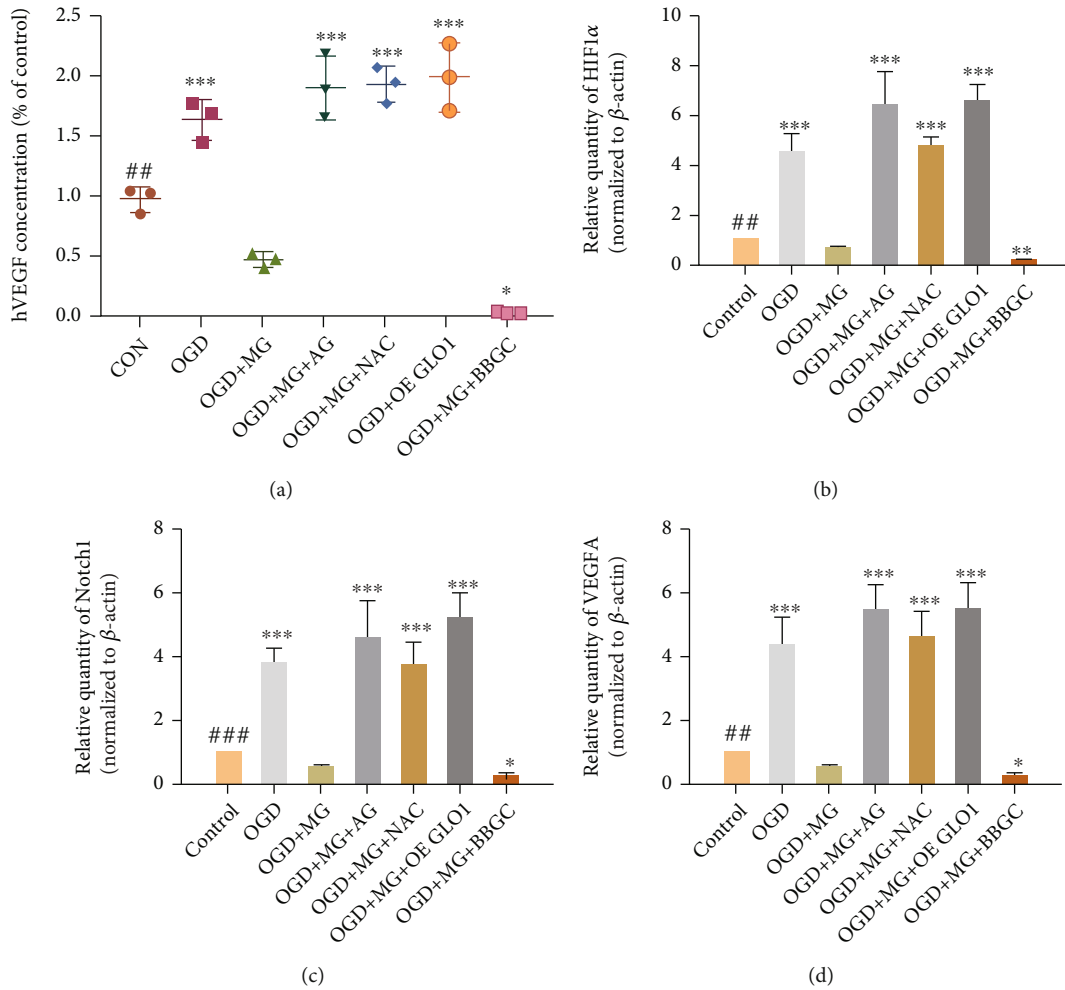 hVEGF concentration (% of control)
2.5
2.0
1.5
1.0
0.5
0.0
##
***
***
***
***
*
CON
OGD
OGD+MG
OGD+MG+AG
OGD+MG+NAC
OGD+OE GLO1
OGD+MG+BBGC
(a)
Relative quantity of HIF1α
(normalized to β-actin)
10
8
6
4
2
0
##
***
***
***
***
**
Control
OGD
OGD+MG
OGD+MG+AG
OGD+MG+NAC
OGD+MG+OE GLO1
OGD+MG+BBGC
(b)
Relative quantity of Notch1
(normalized to β-actin)
8
6
4
2
0
###
***
***
***
***
*
Control
OGD
OGD+MG
OGD+MG+AG
OGD+MG+NAC
OGD+MG+OE GLO1
OGD+MG+BBGC
(c)
Relative quantity of VEGFA
(normalized to β-actin)
8
6
4
2
0
##
***
***
***
***
*
Control
OGD
OGD+MG
OGD+MG+AG
OGD+MG+NAC
OGD+MG+OE GLO1
OGD+MG+BBGC
(d)